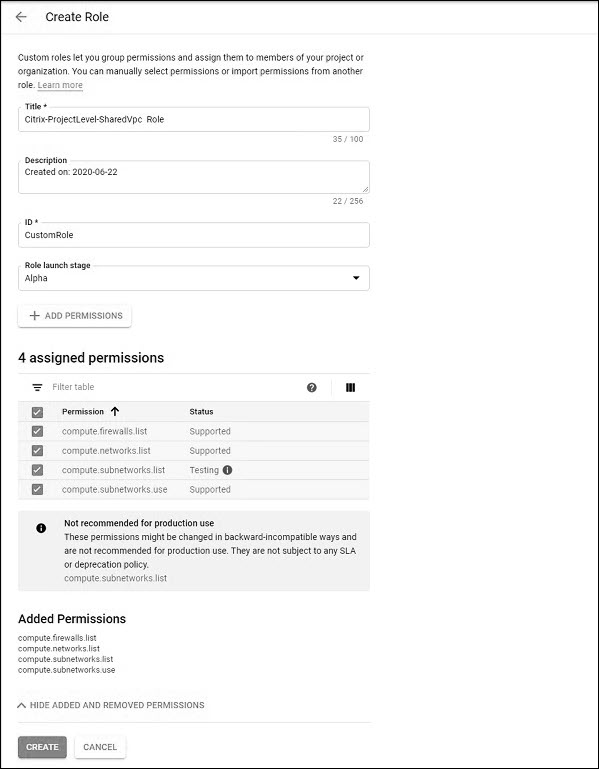 Create Role
Custom roles let you group permissions and assign them to members of your project or
organization. You can manually select permissions or import permissions from another
role. Learn more
Title *
Citrix-ProjectLevel-SharedVpc Role
35 / 100
Description
Created on: 2020-06-22
22 / 256
ID *
CustomRole
Role launch stage
Alpha
ADD PERMISSIONS
4 assigned permissions
Filter table
Permission Status
compute.firewalls.list Supported
compute.networks.list Supported
compute.subnetworks.list Testing
compute.subnetworks.use Supported
Not recommended for production use
These permissions might be changed in backward-incompatible ways and
are not recommended for production use. They are not subject to any SLA
or deprecation policy.
compute.subnetworks.list
Added Permissions
compute.firewalls.list
compute.networks.list
compute.subnetworks.list
compute.subnetworks.use
HIDE ADDED AND REMOVED PERMISSIONS
CREATE CANCEL